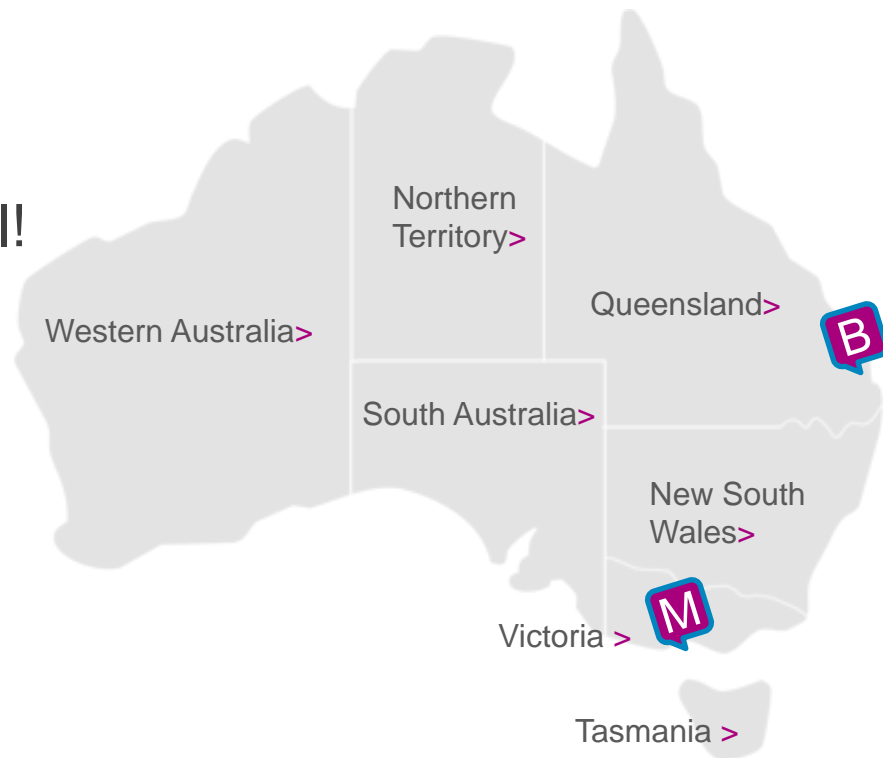 Northern
Territory>
!
Queensland>
B
Western Australia>
South Australia>
New South
Wales>
M
Victoria >
Tasmania >